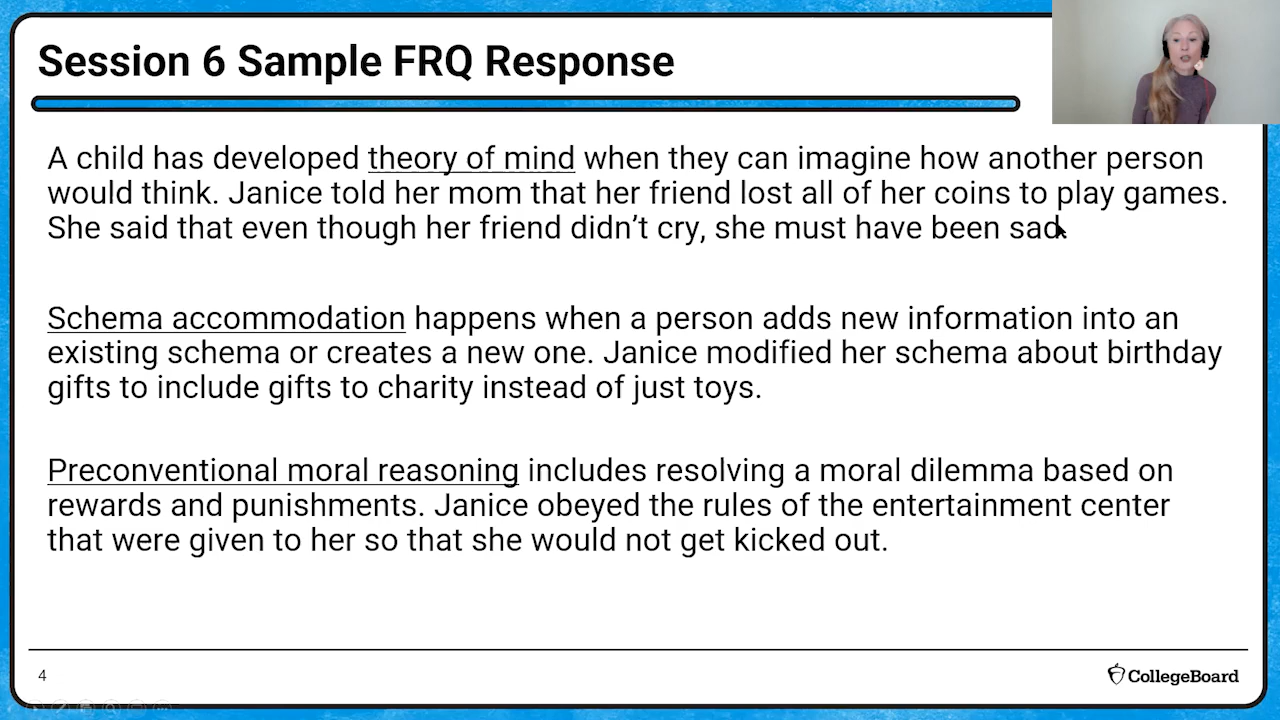 Session 6 Sample FRQ Response
A child has developed theory of mind when they can imagine how another person
would think. Janice told her mom that her friend lost all of her coins to play games.
She said that even though her friend didn’t cry, she must have been sad.
Schema accommodation happens when a person adds new information into an
existing schema or creates a new one. Janice modified her schema about birthday
gifts to include gifts to charity instead of just toys.
Preconventional moral reasoning includes resolving a moral dilemma based on
rewards and punishments. Janice obeyed the rules of the entertainment center
that were given to her so that she would not get kicked out.
4
CollegeBoard